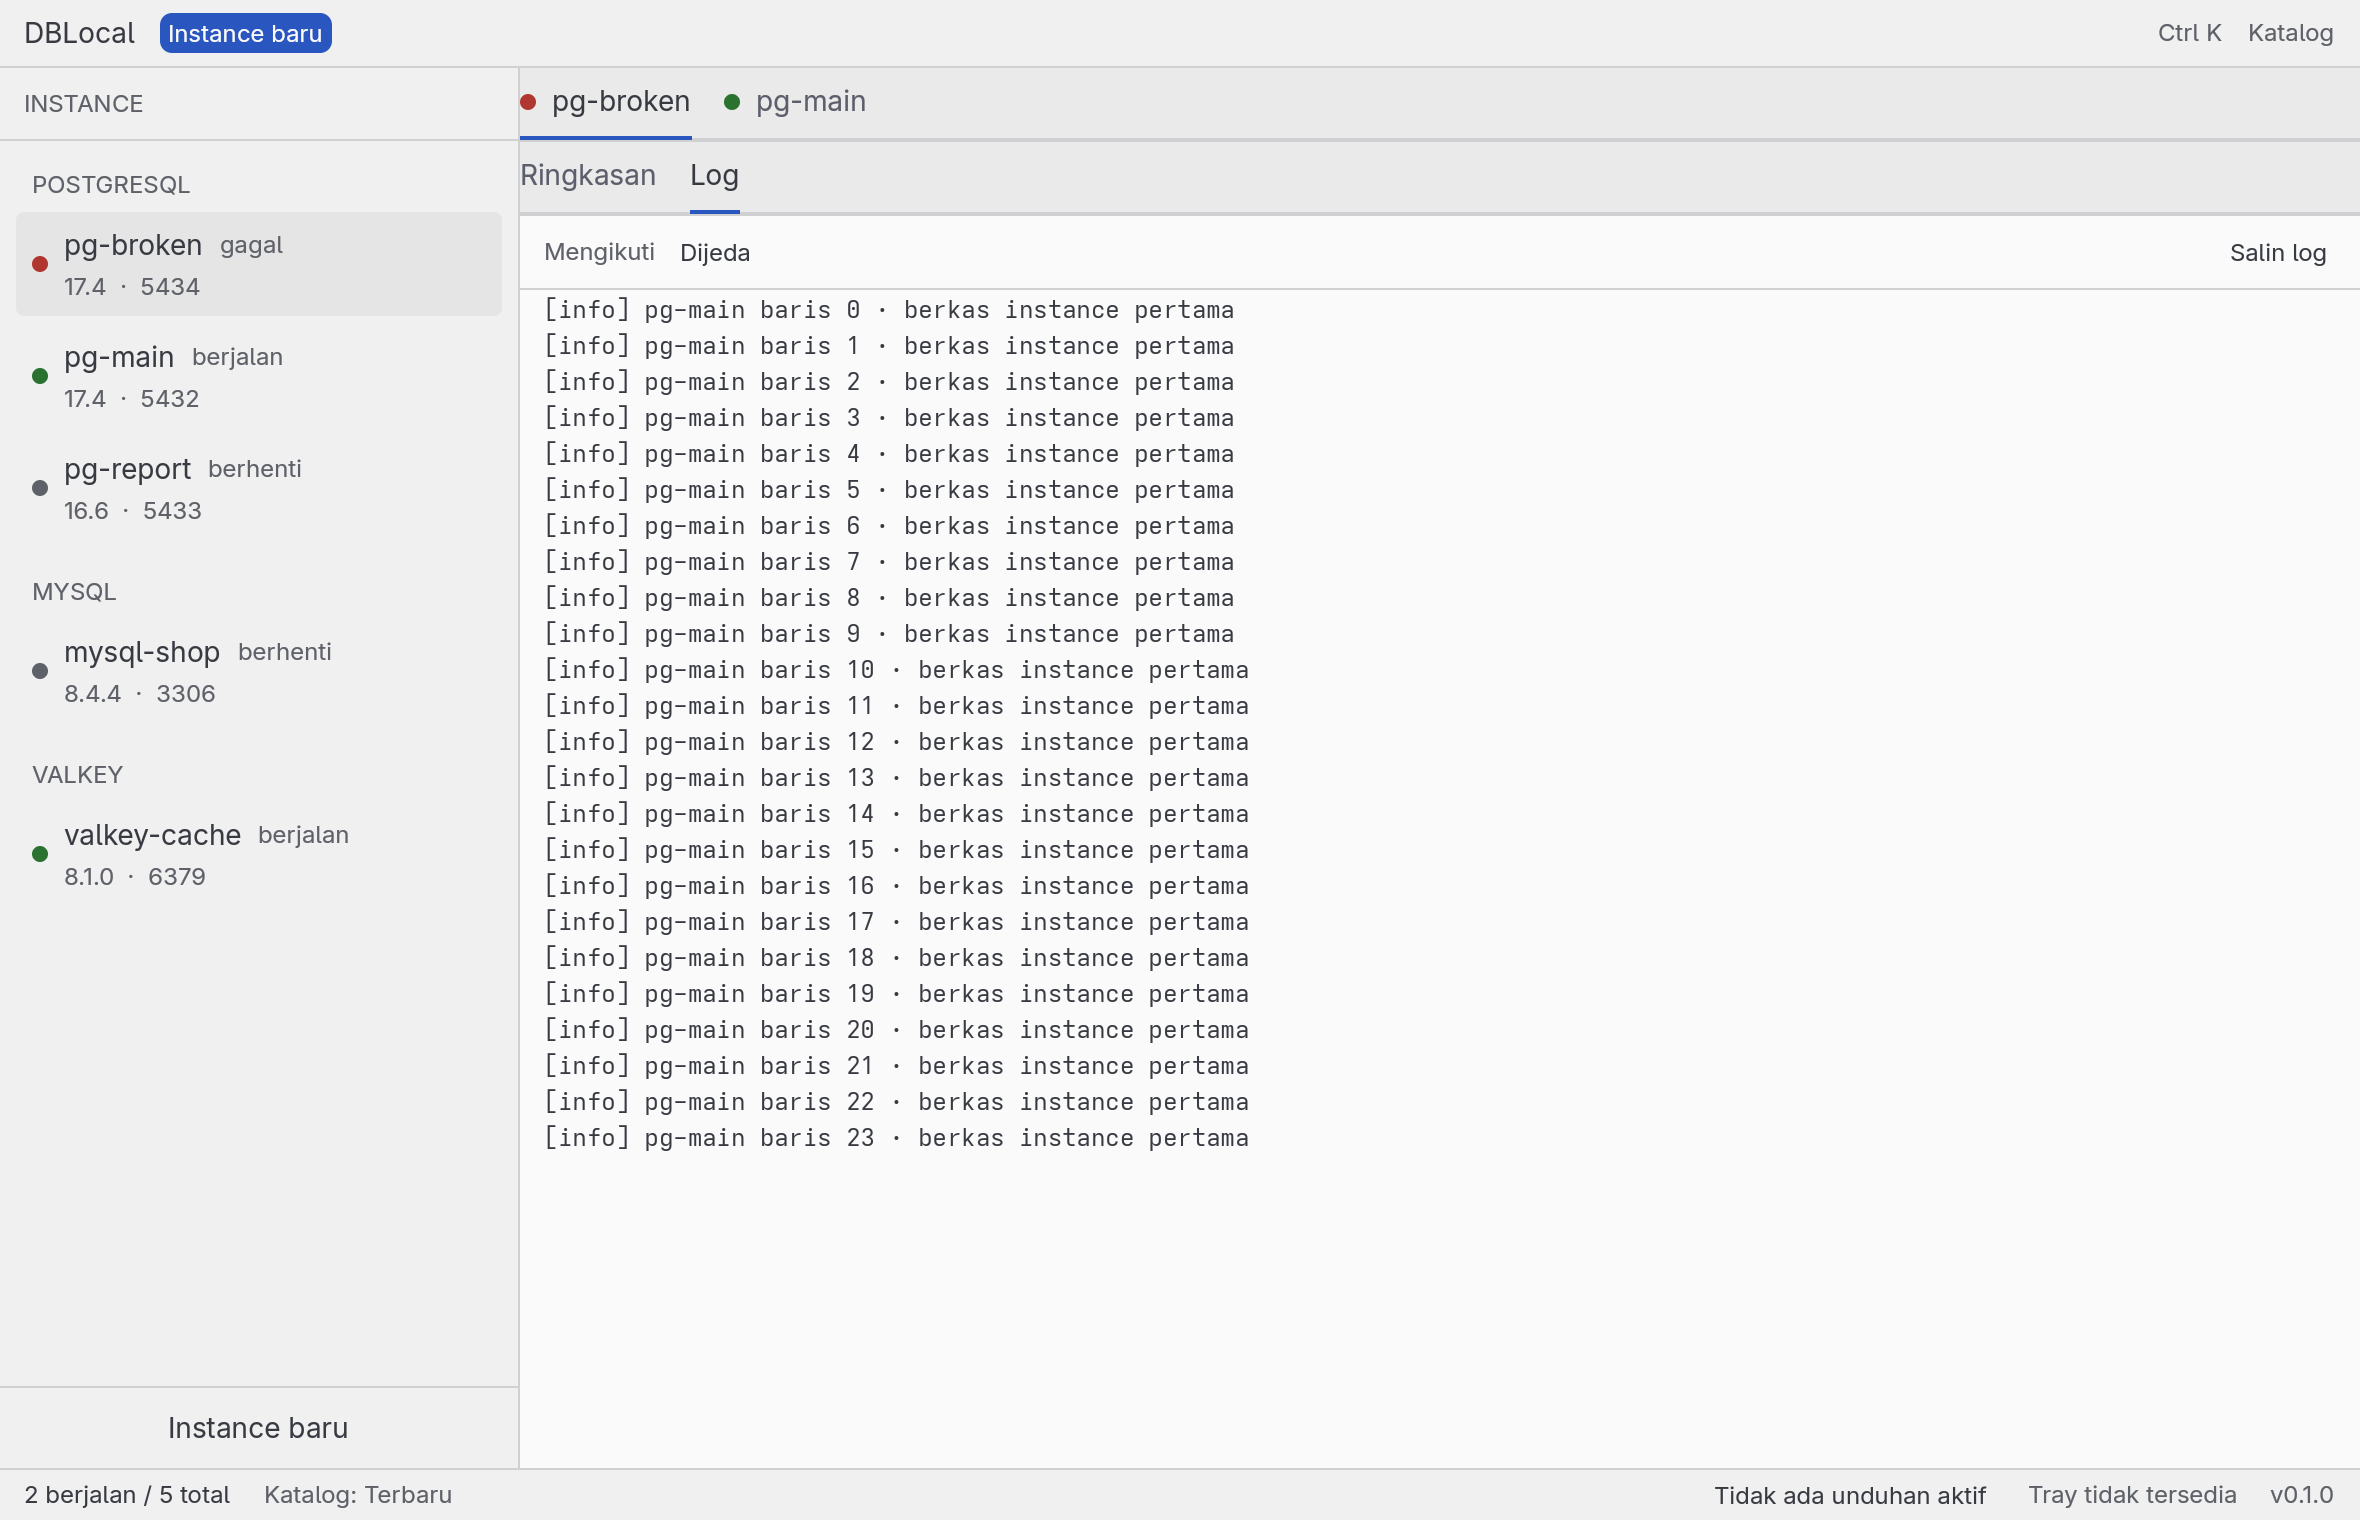 DBLocal Instance baru Ctrl K Katalog
INSTANCE
POSTGRESQL
pg-broken gagal
17.4 · 5434
pg-main berjalan
17.4 · 5432
pg-report berhenti
16.6 · 5433
MYSQL
mysql-shop berhenti
8.4.4 · 3306
VALKEY
valkey-cache berjalan
8.1.0 · 6379
Instance baru
pg-broken pg-main
Ringkasan Log
Mengikuti Dijeda Salin log
[info] pg-main baris 0 · berkas instance pertama
[info] pg-main baris 1 · berkas instance pertama
[info] pg-main baris 2 · berkas instance pertama
[info] pg-main baris 3 · berkas instance pertama
[info] pg-main baris 4 · berkas instance pertama
[info] pg-main baris 5 · berkas instance pertama
[info] pg-main baris 6 · berkas instance pertama
[info] pg-main baris 7 · berkas instance pertama
[info] pg-main baris 8 · berkas instance pertama
[info] pg-main baris 9 · berkas instance pertama
[info] pg-main baris 10 · berkas instance pertama
[info] pg-main baris 11 · berkas instance pertama
[info] pg-main baris 12 · berkas instance pertama
[info] pg-main baris 13 · berkas instance pertama
[info] pg-main baris 14 · berkas instance pertama
[info] pg-main baris 15 · berkas instance pertama
[info] pg-main baris 16 · berkas instance pertama
[info] pg-main baris 17 · berkas instance pertama
[info] pg-main baris 18 · berkas instance pertama
[info] pg-main baris 19 · berkas instance pertama
[info] pg-main baris 20 · berkas instance pertama
[info] pg-main baris 21 · berkas instance pertama
[info] pg-main baris 22 · berkas instance pertama
[info] pg-main baris 23 · berkas instance pertama
2 berjalan / 5 total Katalog: Terbaru Tidak ada unduhan aktif Tray tidak tersedia v0.1.0